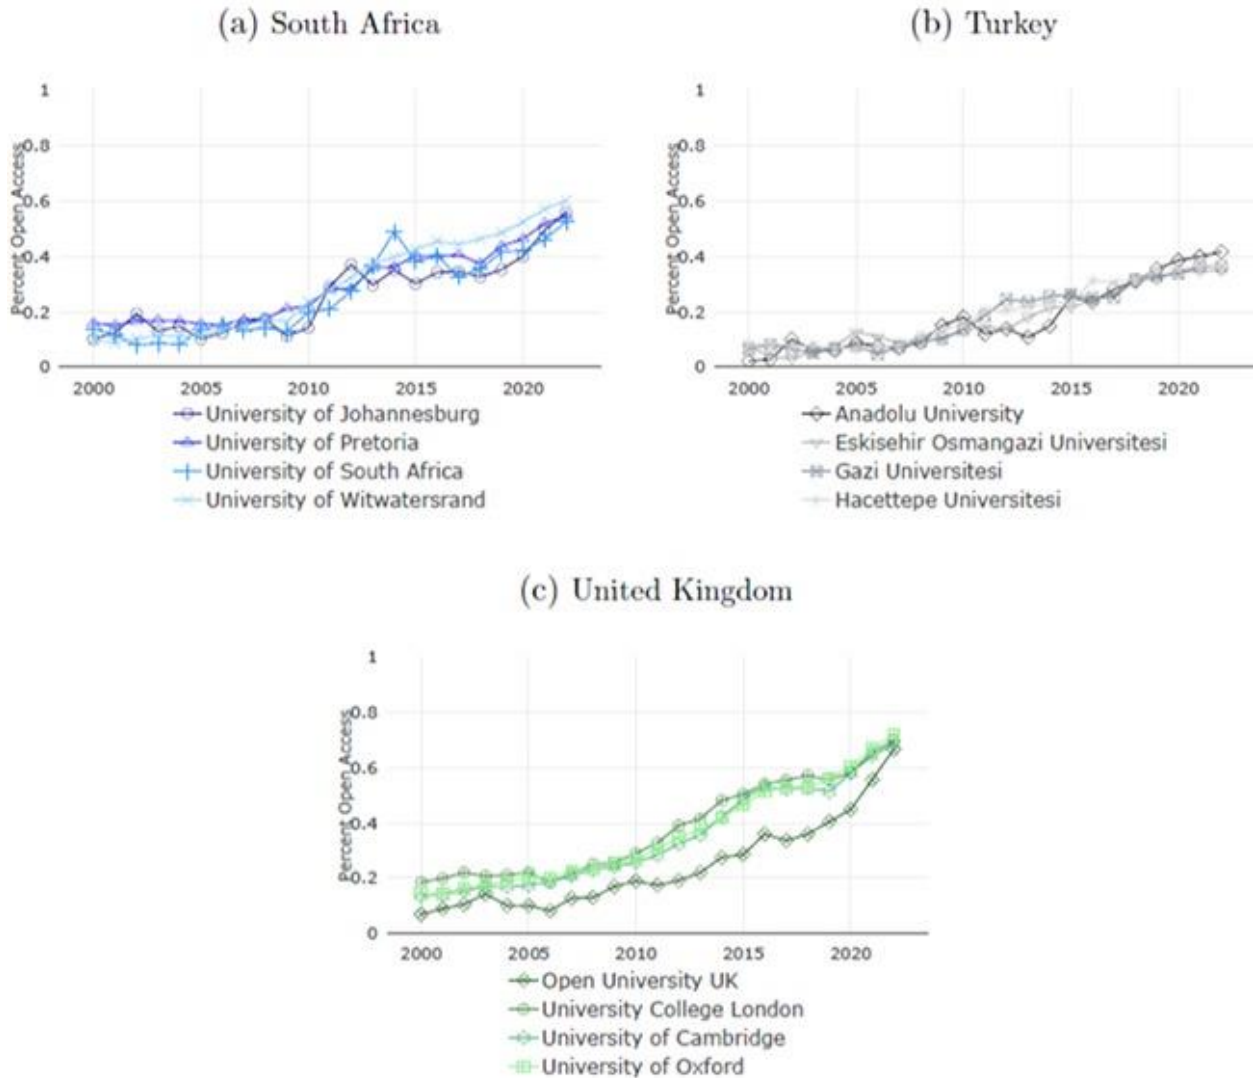 (a) South Africa
1
0.8
0.6
0.4
0.2
0
Percent Open Access
2000 2005 2010 2015 2020
University of Johannesburg
University of Pretoria
University of South Africa
University of Witwatersrand
(b) Turkey
1
0.8
0.6
0.4
0.2
0
Percent Open Access
2000 2005 2010 2015 2020
Anadolu University
Eskisehir Osmangazi Universitesi
Gazi Universitesi
Hacettepe Universitesi
(c) United Kingdom
1
0.8
0.6
0.4
0.2
0
Percent Open Access
2000 2005 2010 2015 2020
Open University UK
University College London
University of Cambridge
University of Oxford